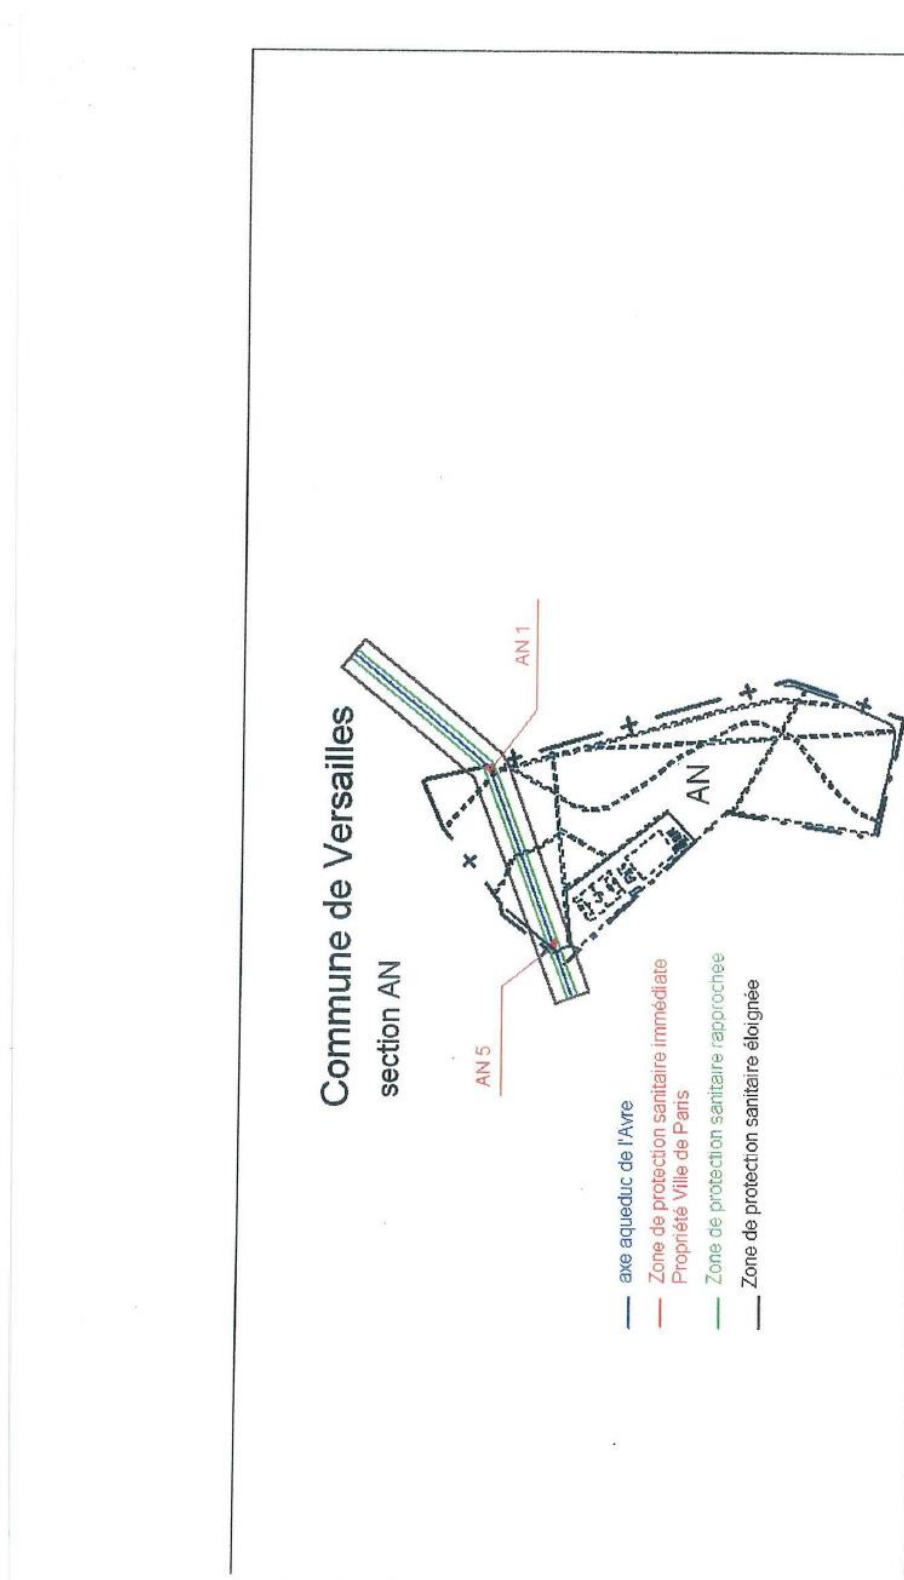 Commune de Versailles
section AN
AN 5
AN 1
AN
axe aqueduc de l'Avre
Zone de protection sanitaire immédiate
Propriété Ville de Paris
Zone de protection sanitaire rapprochée
Zone de protection sanitaire éloignée